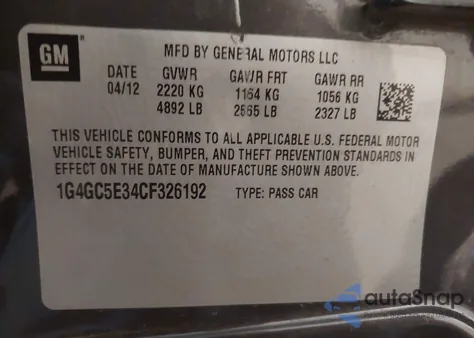 GM
MFD BY GENERAL MOTORS LLC
DATE GVWR GAWR FRT GAWR RR
04/12 2220 KG 1164 KG 1056 KG
4892 LB 2565 LB 2327 LB
THIS VEHICLE CONFORMS TO ALL APPLICABLE U.S. FEDERAL MOTOR
VEHICLE SAFETY, BUMPER, AND THEFT PREVENTION STANDARDS IN
EFFECT ON THE DATE OF MANUFACTURE SHOWN ABOVE.
1G4GC5E34CF326192 TYPE: PASS CAR
autoSnap